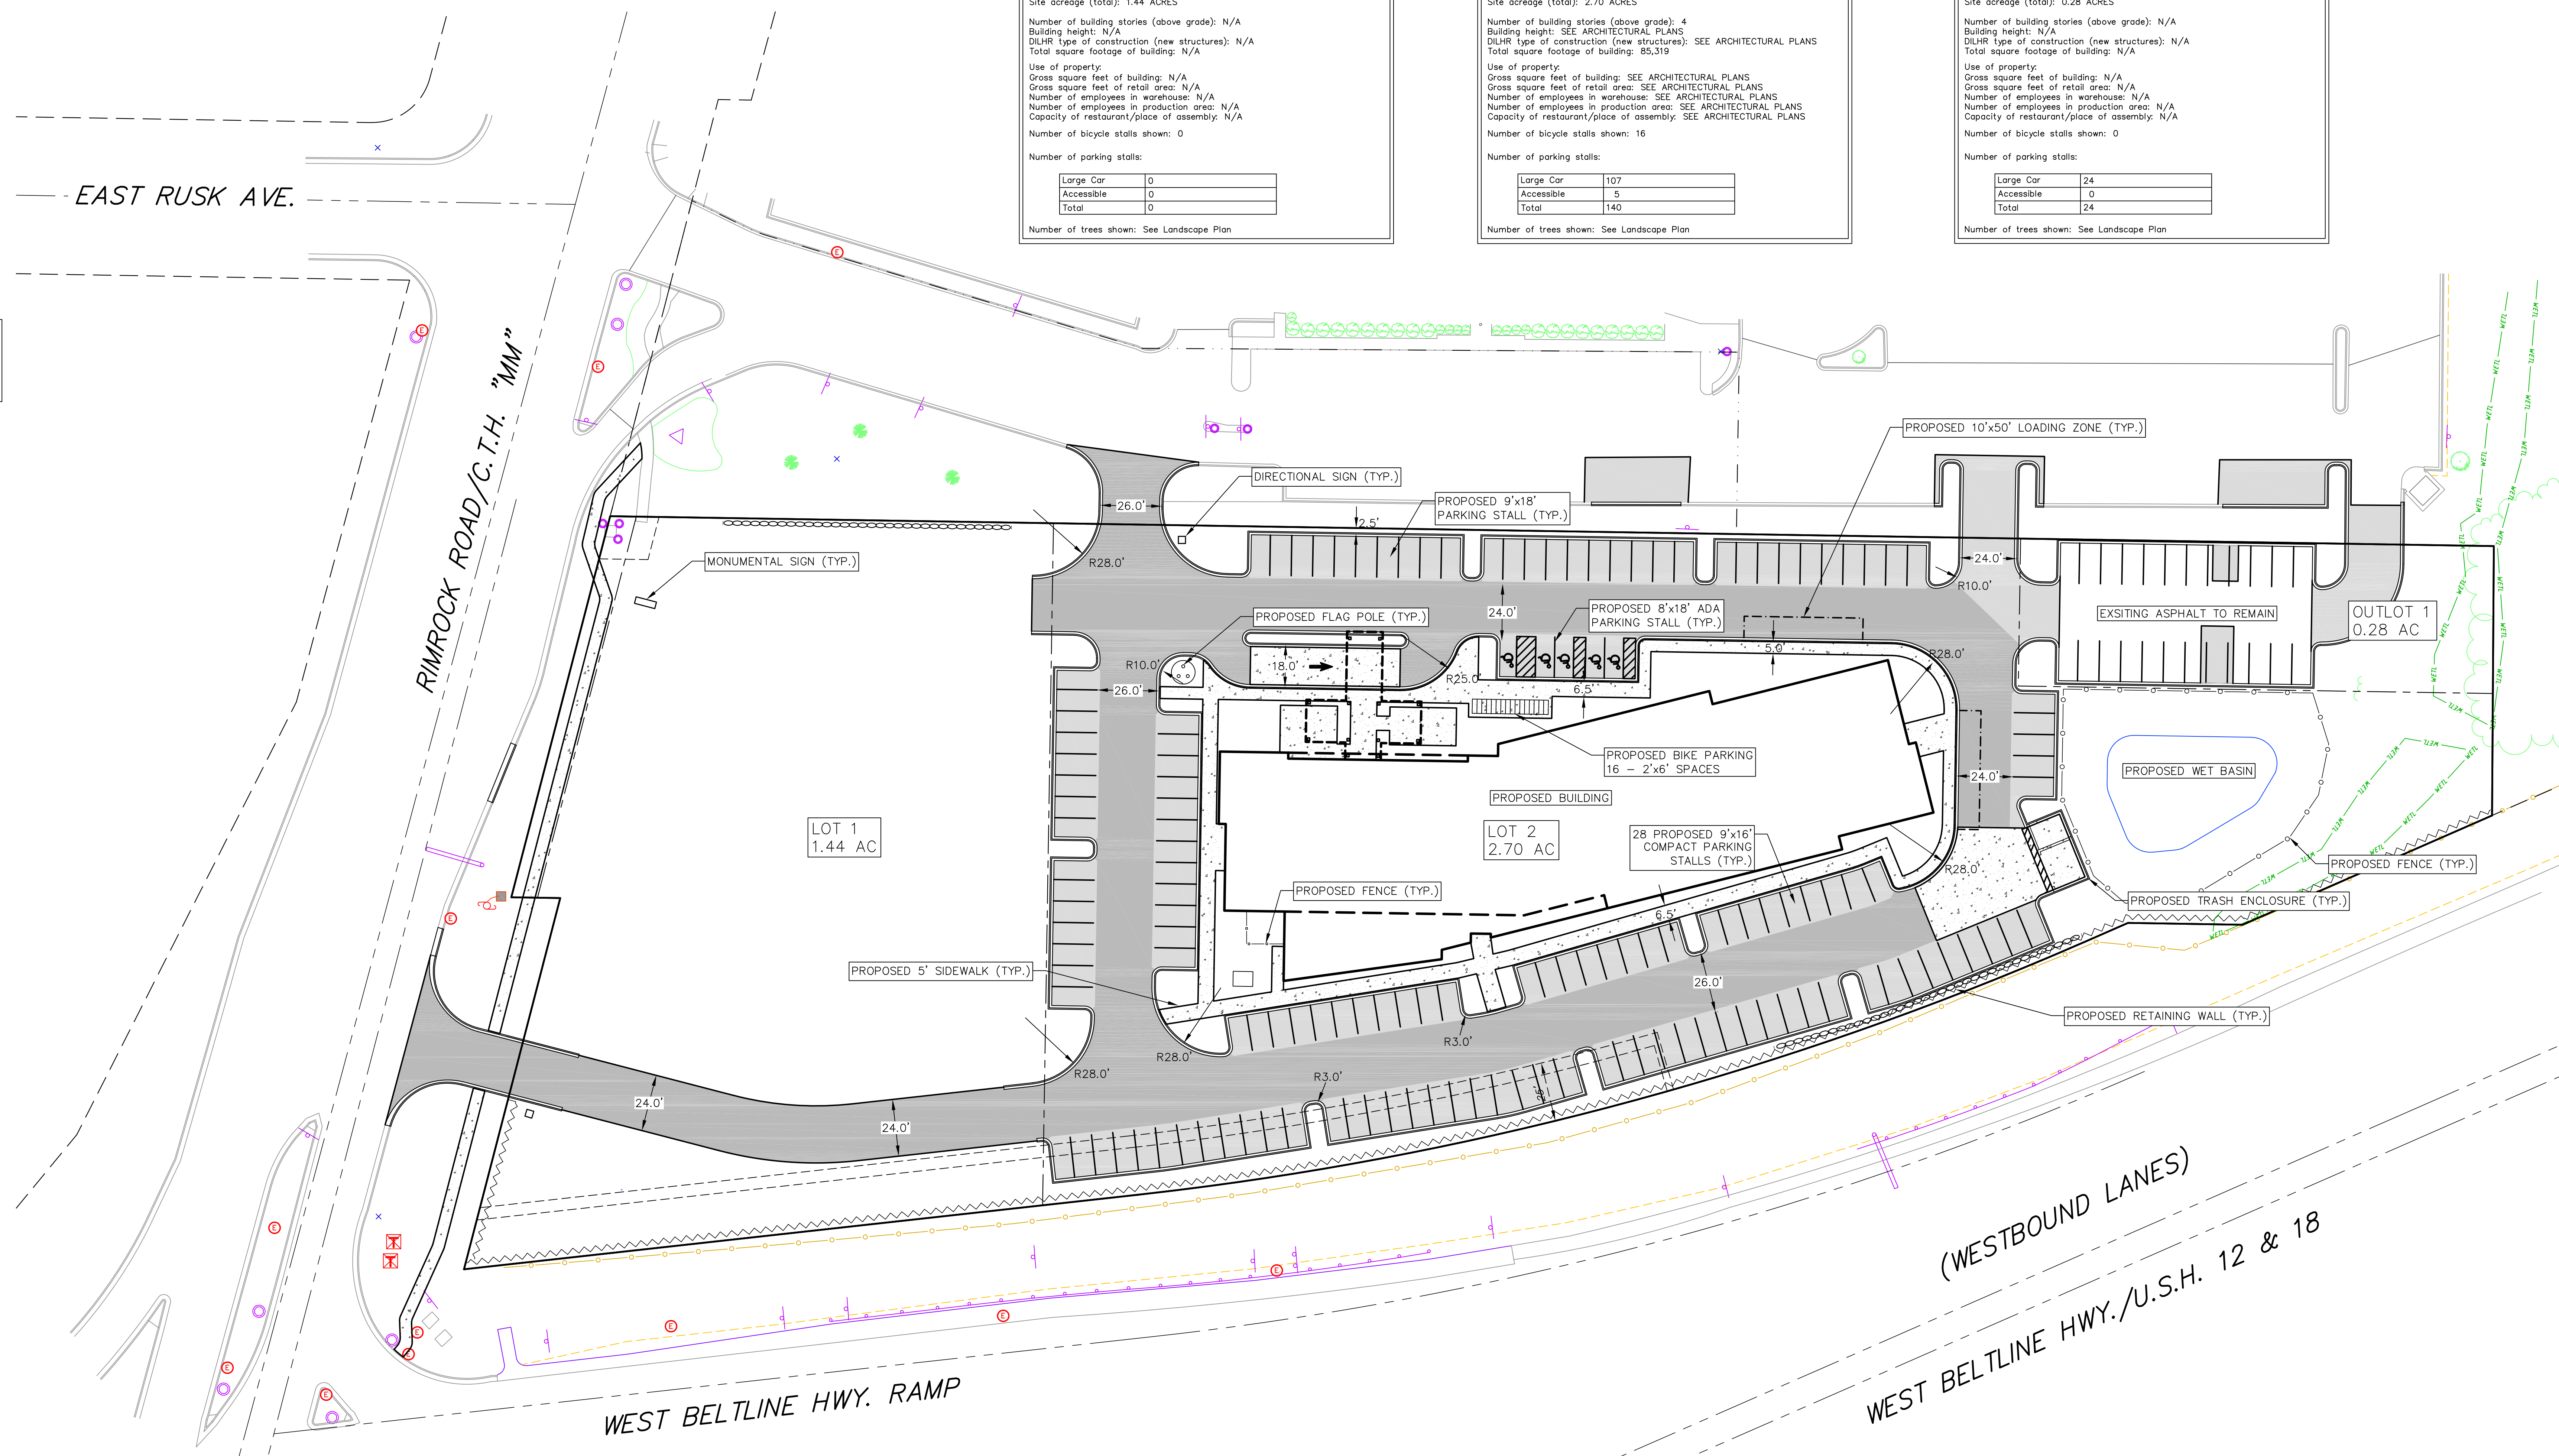 Site acreage (total): 1.44 ACRES
Number of building stories (above grade): N/A
Building height: N/A
DILHR type of construction (new structures): N/A
Total square footage of building: N/A
Use of property:
Gross square feet of building: N/A
Gross square feet of retail area: N/A
Number of employees in warehouse: N/A
Number of employees in production area: N/A
Capacity of restaurant/place of assembly: N/A
Number of bicycle stalls shown: 0
Number of parking stalls:
Large Car 0
Accessible 0
Total 0
Number of trees shown: See Landscape Plan
Site acreage (total): 2.70 ACRES
Number of building stories (above grade): 4
Building height: SEE ARCHITECTURAL PLANS
DILHR type of construction (new structures): SEE ARCHITECTURAL PLANS
Total square footage of building: 85,319
Use of property:
Gross square feet of building: SEE ARCHITECTURAL PLANS
Gross square feet of retail area: SEE ARCHITECTURAL PLANS
Number of employees in warehouse: SEE ARCHITECTURAL PLANS
Number of employees in production area: SEE ARCHITECTURAL PLANS
Capacity of restaurant/place of assembly: SEE ARCHITECTURAL PLANS
Number of bicycle stalls shown: 16
Number of parking stalls:
Large Car 107
Accessible 5
Total 140
Number of trees shown: See Landscape Plan
Site acreage (total): 0.28 ACRES
Number of building stories (above grade): N/A
Building height: N/A
DILHR type of construction (new structures): N/A
Total square footage of building: N/A
Use of property:
Gross square feet of building: N/A
Gross square feet of retail area: N/A
Number of employees in warehouse: N/A
Number of employees in production area: N/A
Capacity of restaurant/place of assembly: N/A
Number of bicycle stalls shown: 0
Number of parking stalls:
Large Car 24
Accessible 0
Total 24
Number of trees shown: See Landscape Plan
EAST RUSK AVE.
RIMROCK ROAD/C.T.H. "MM"
PROPOSED 10'x50' LOADING ZONE (TYP.)
DIRECTIONAL SIGN (TYP.)
PROPOSED 9'x18'
PARKING STALL (TYP.)
26.0'
2.5'
MONUMENTAL SIGN (TYP.)
R28.0'
24.0'
R10.0'
PROPOSED FLAG POLE (TYP.)
24.0'
PROPOSED 8'x18' ADA
PARKING STALL (TYP.)
EXSITING ASPHALT TO REMAIN
OUTLOT 1
0.28 AC
R10.0'
18.0'
R25.0'
5.0'
R28.0'
26.0'
6.5'
PROPOSED BIKE PARKING
16 - 2'x6' SPACES
24.0'
PROPOSED WET BASIN
PROPOSED BUILDING
LOT 1
1.44 AC
LOT 2
2.70 AC
28 PROPOSED 9'x16'
COMPACT PARKING
STALLS (TYP.)
R28.0'
PROPOSED FENCE (TYP.)
PROPOSED FENCE (TYP.)
PROPOSED TRASH ENCLOSURE (TYP.)
6.5'
PROPOSED 5' SIDEWALK (TYP.)
26.0'
PROPOSED RETAINING WALL (TYP.)
R3.0'
R28.0'
R28.0'
R3.0'
24.0'
24.0'
WETL
WETL
WETL
WETL
WETL
WETL
WETL
WETL
WETL
WETL
E
E
E
E
E
E
E
E
E
E
E
E
(WESTBOUND LANES)
WEST BELTLINE HWY./U.S.H. 12 & 18
WEST BELTLINE HWY. RAMP